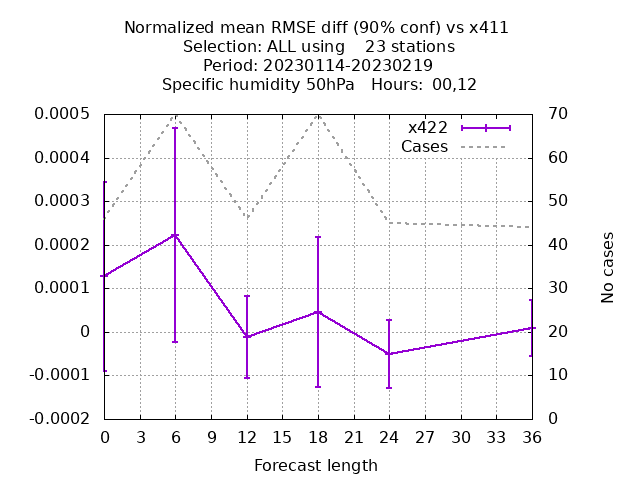 Normalized mean RMSE diff (90% conf) vs x411
Selection: ALL using    23 stations
Period: 20230114-20230219
Specific humidity 50hPa   Hours:  00,12
0.0005
0.0004
0.0003
0.0002
0.0001
0
-0.0001
-0.0002
70
60
50
40
30
20
10
0
x422
Cases
No cases
0 3 6 9 12 15 18 21 24 27 30 33 36
Forecast length